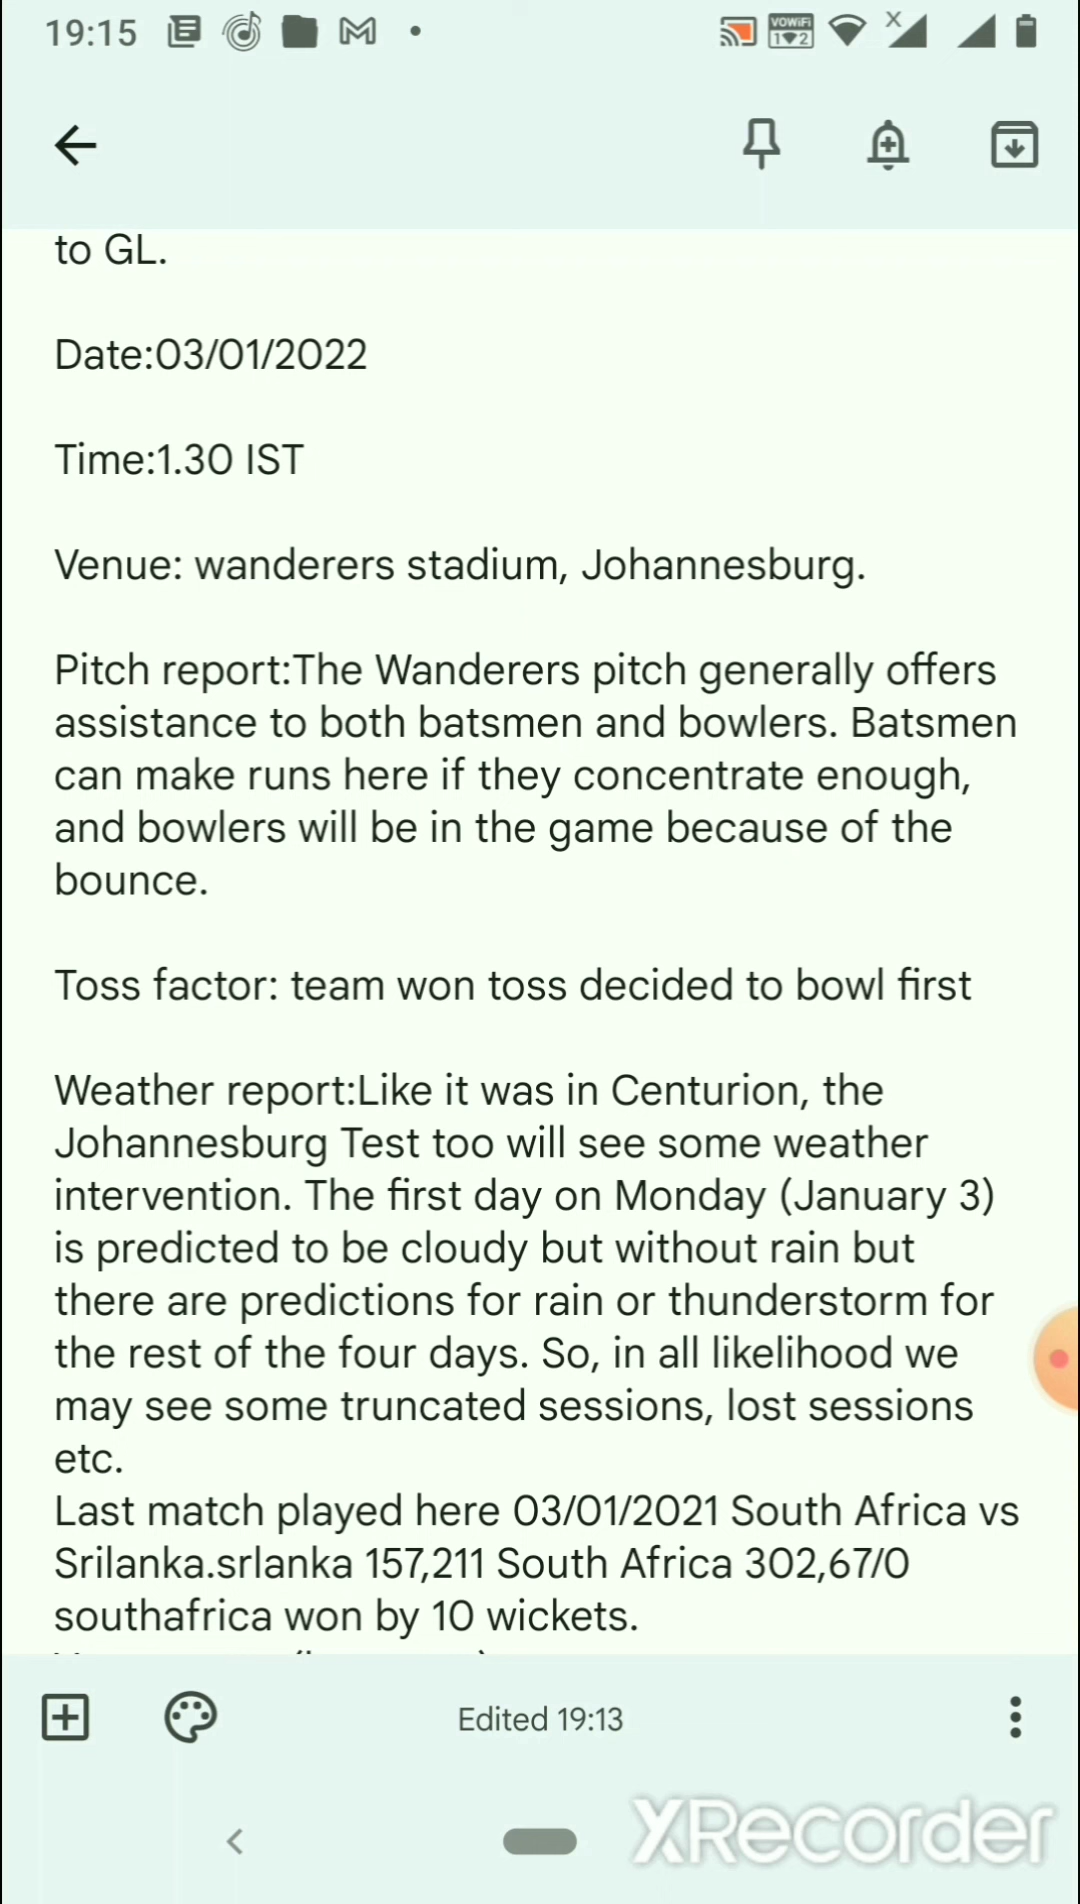 19:15
VOWiFi
1 2
X
to GL.
Date:03/01/2022
Time:1.30 IST
Venue: wanderers stadium, Johannesburg.
Pitch report:The Wanderers pitch generally offers
assistance to both batsmen and bowlers. Batsmen
can make runs here if they concentrate enough,
and bowlers will be in the game because of the
bounce.
Toss factor: team won toss decided to bowl first
Weather report:Like it was in Centurion, the
Johannesburg Test too will see some weather
intervention. The first day on Monday (January 3)
is predicted to be cloudy but without rain but
there are predictions for rain or thunderstorm for
the rest of the four days. So, in all likelihood we
may see some truncated sessions, lost sessions
etc.
Last match played here 03/01/2021 South Africa vs
Srilanka.srlanka 157,211 South Africa 302,67/0
southafrica won by 10 wickets.
Edited 19:13
XRecorder